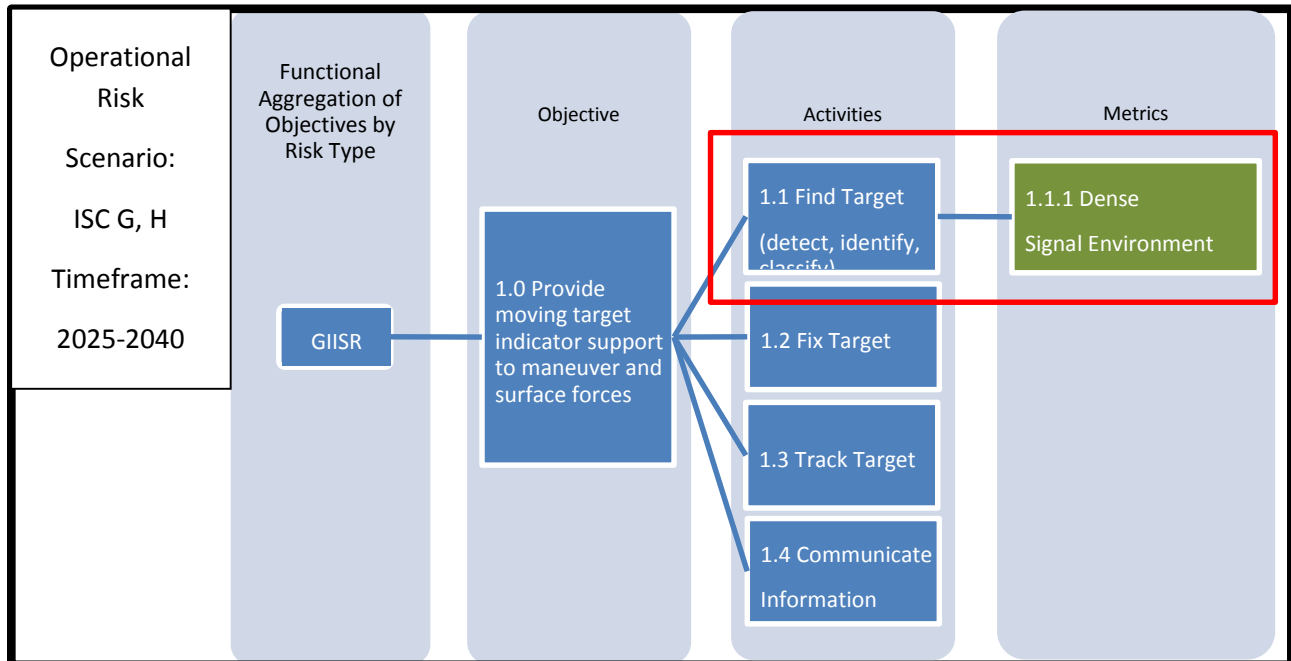 Operational
Risk
Scenario:
ISC G, H
Timeframe:
2025-2040
Functional
Aggregation of
Objectives by
Risk Type
Objective
Activities
Metrics
GIISR
1.0 Provide
moving target
indicator support
to maneuver and
surface forces
1.1 Find Target
(detect, identify,
classify)
1.2 Fix Target
1.3 Track Target
1.4 Communicate
Information
1.1.1 Dense
Signal Environment